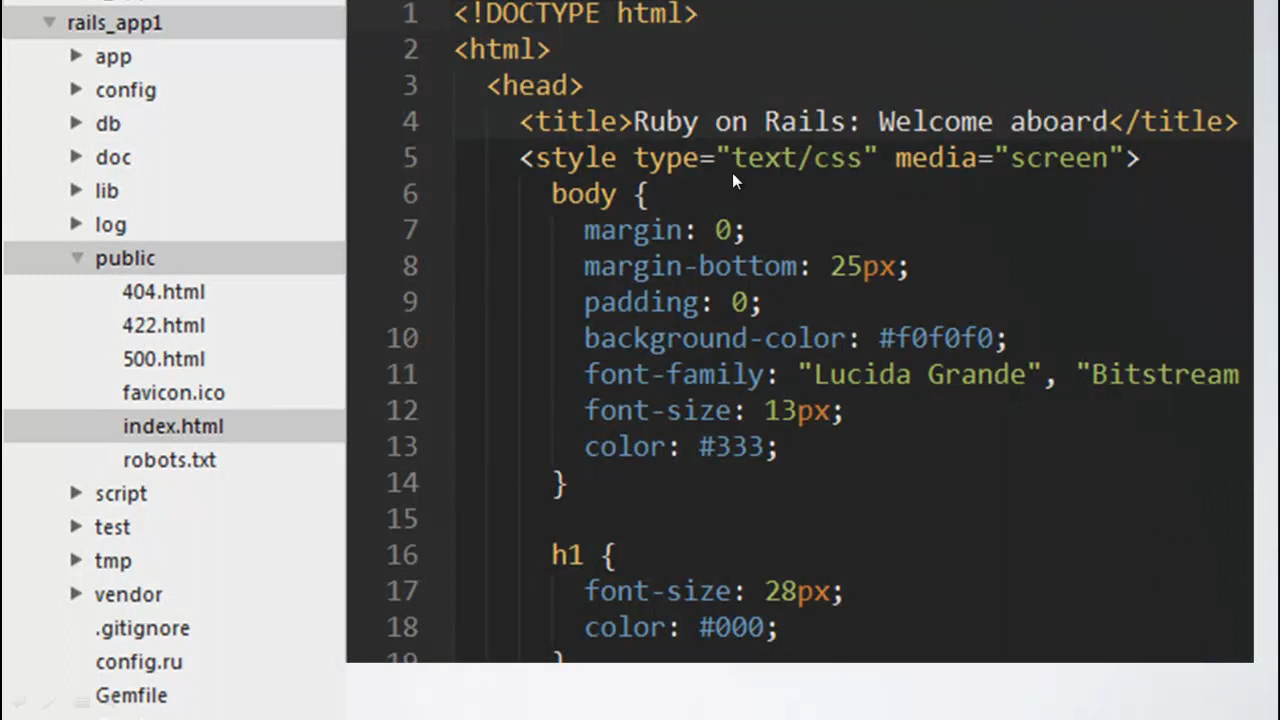 rails_app1
app
config
db
doc
lib
log
public
404.html
422.html
500.html
favicon.ico
index.html
robots.txt
script
test
tmp
vendor
.gitignore
config.ru
Gemfile
1 <!DOCTYPE html>
2 <html>
3 <head>
4 <title>Ruby on Rails: Welcome aboard</title>
5 <style type="text/css" media="screen">
6 body {
7 margin: 0;
8 margin-bottom: 25px;
9 padding: 0;
10 background-color: #f0f0f0;
11 font-family: "Lucida Grande", "Bitstream
12 font-size: 13px;
13 color: #333;
14 }
15
16 h1 {
17 font-size: 28px;
18 color: #000;
19 }